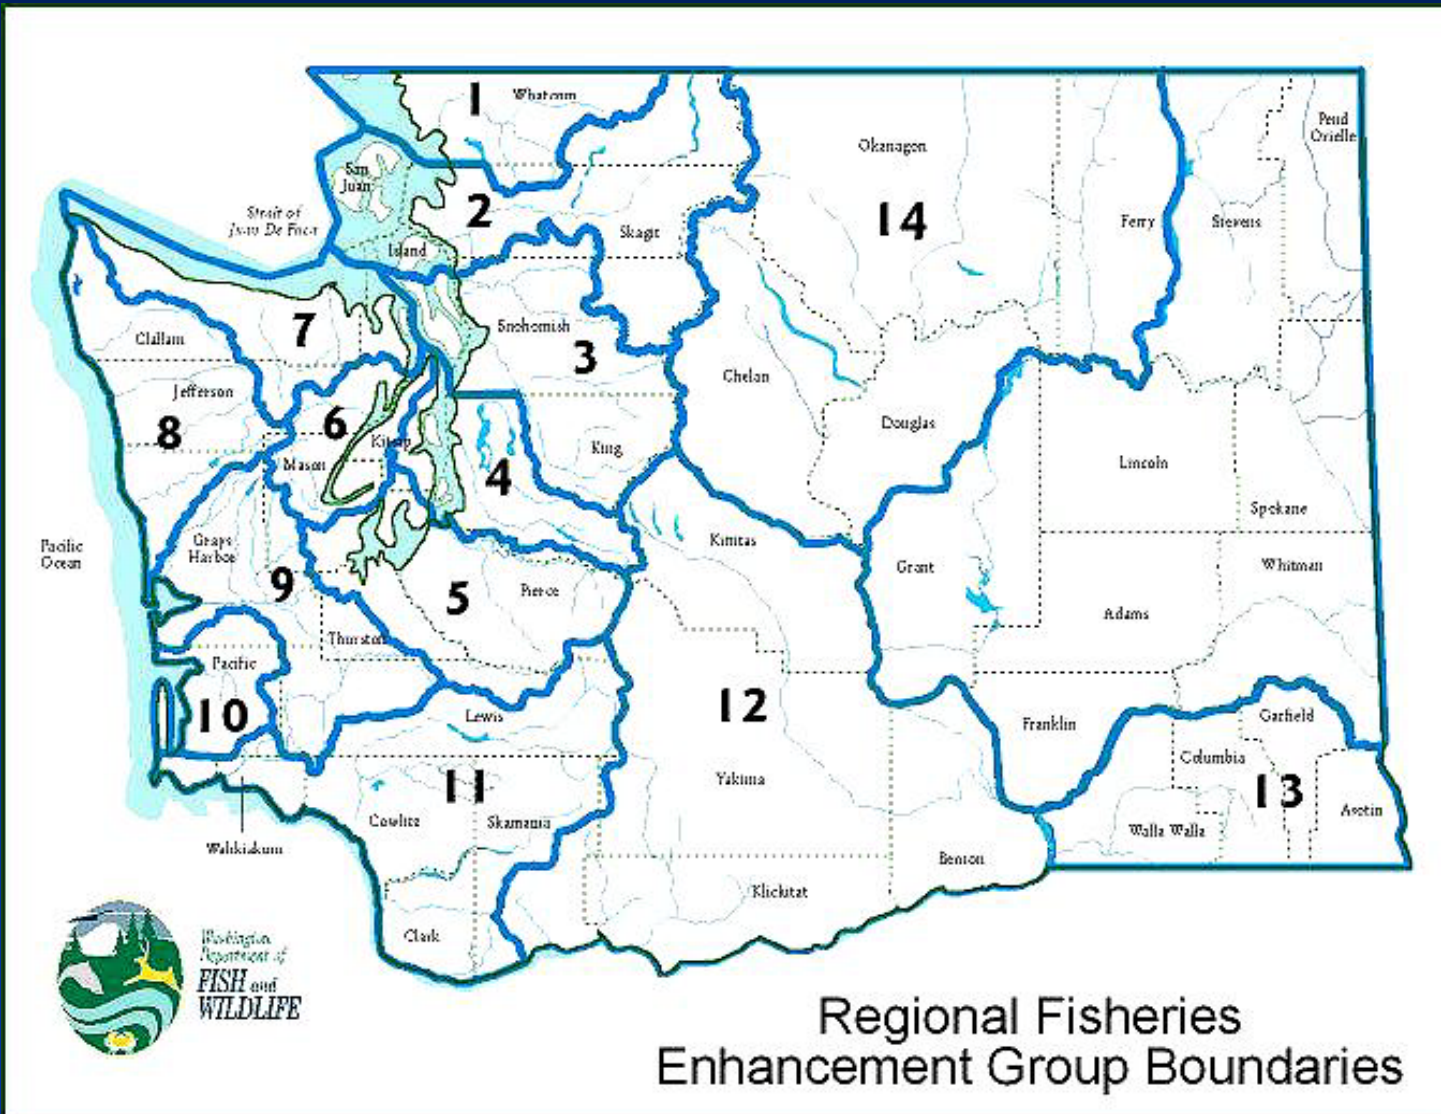 1
Whatcom
Okanagon
Pend
Orielle
San
Juan
Strait of
Juan De Fuca
2
Skagit
14
Ferry
Stevens
Island
7
Snohomish
3
Clallam
Jefferson
Chelan
8
6
Kitsap
Douglas
Mason
King
4
Lincoln
Spokane
Pacific
Ocean
Grays
Harbor
Kittitas
Grant
Whitman
9
5
Pierce
Adams
Thurston
Pacific
10
Lewis
12
Franklin
Garfield
Columbia
Yakima
11
13
Asotin
Cowlitz
Skamania
Walla Walla
Wahkiakum
Benton
Klickitat
Clark
Washington
Department of
FISH and
WILDLIFE
Regional Fisheries
Enhancement Group Boundaries